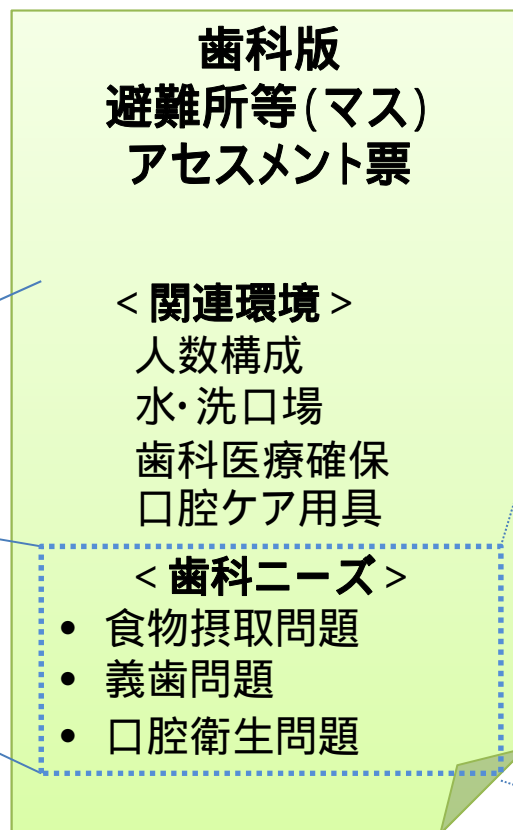 歯科版
避難所等(マス)
アセスメント票
<関連環境>
人数構成
水・洗口場
歯科医療確保
口腔ケア用具
<歯科ニーズ>
• 食物摂取問題
• 義歯問題
• 口腔衛生問題